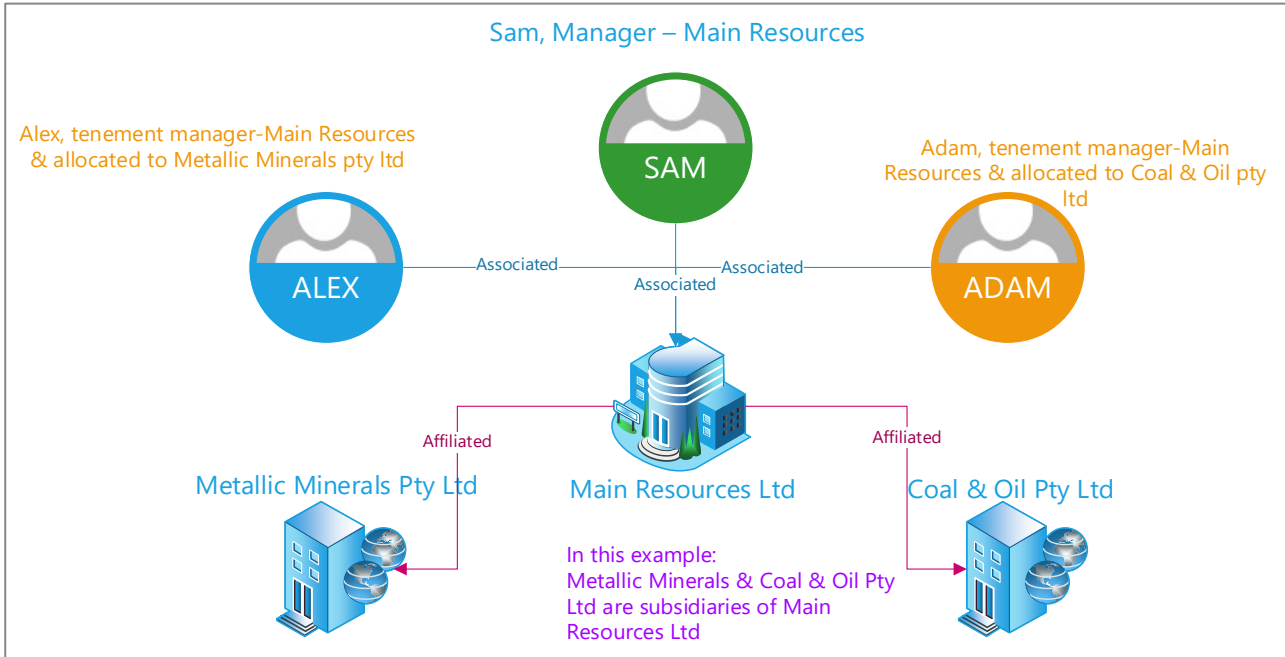 Sam, Manager – Main Resources
Alex, tenement manager-Main Resources
& allocated to Metallic Minerals pty ltd
SAM
Adam, tenement manager-Main
Resources & allocated to Coal & Oil pty
ltd
ALEX
Associated
Associated
Associated
ADAM
Affiliated
Affiliated
Metallic Minerals Pty Ltd
Main Resources Ltd
Coal & Oil Pty Ltd
In this example:
Metallic Minerals & Coal & Oil Pty
Ltd are subsidiaries of Main
Resources Ltd